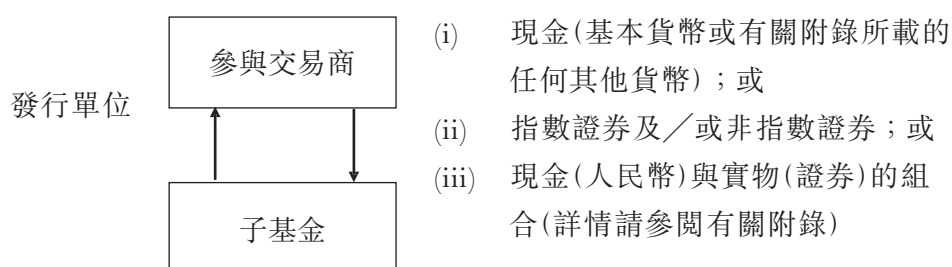 參與交易商
發行單位
子基金
(i) 現金(基本貨幣或有關附錄所載的
任何其他貨幣)；或
(ii) 指數證券及╱或非指數證券；或
(iii) 現金(人民幣)與實物(證券)的組
合(詳情請參閱有關附錄)